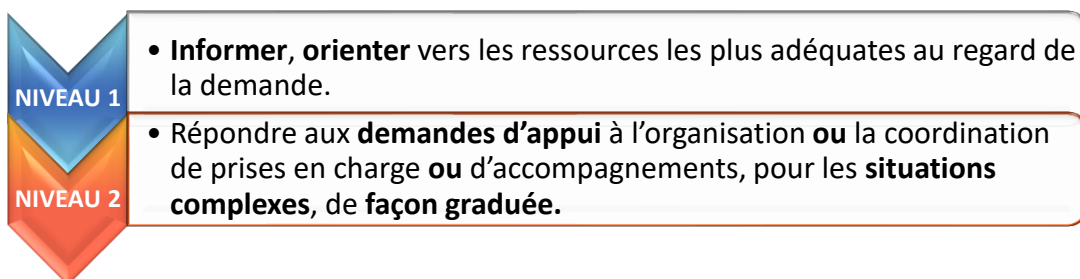 NIVEAU 1
• Informer, orienter vers les ressources les plus adéquates au regard de
la demande.
NIVEAU 2
• Répondre aux demandes d’appui à l’organisation ou la coordination
de prises en charge ou d’accompagnements, pour les situations
complexes, de façon graduée.